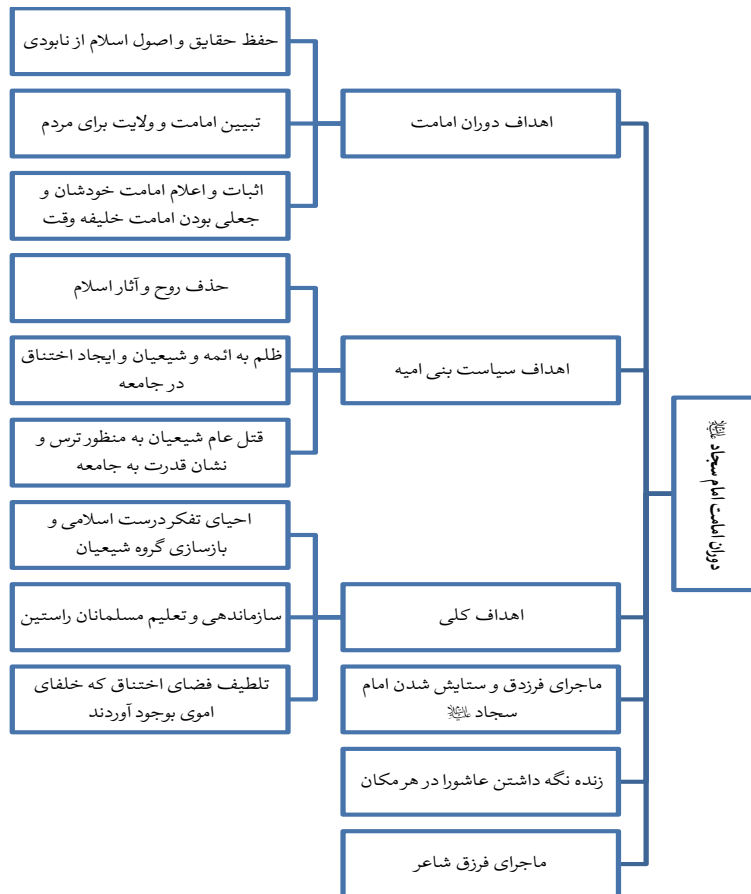 دوران امامت امام سجاد علیه‌السلام
اهداف دوران امامت
حفظ حقایق و اصول اسلام از نابودی
تبیین امامت و ولایت برای مردم
اثبات و اعلام امامت خودشان و
جعلی بودن امامت خلیفه وقت
اهداف سیاست بنی امیه
حذف روح و آثار اسلام
ظلم به ائمه و شیعیان و ایجاد اختناق
در جامعه
قتل عام شیعیان به منظور ترس و
نشان قدرت به جامعه
اهداف کلی
احیای تفکر درست اسلامی و
بازسازی گروه شیعیان
سازماندهی و تعلیم مسلمانان راستین
تلطیف فضای اختناق که خلفای
اموی بوجود آوردند
ماجرای فرزدق و ستایش شدن امام
سجاد علیه‌السلام
زنده نگه داشتن عاشورا در هر مکان
ماجرای فرزق شاعر